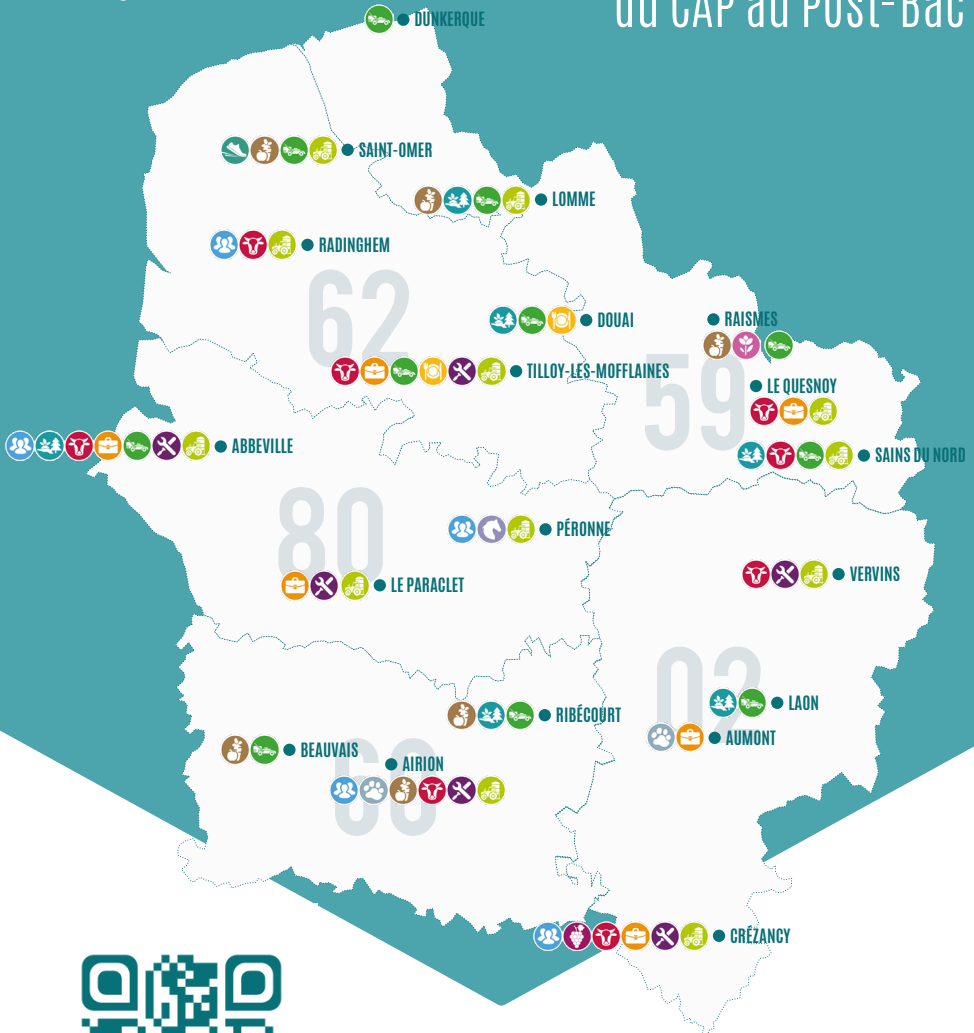 du CAP au Post-Bac
DUNKERQUE
SAINT-OMER
LOMME
RADINGHEM
62
DOUAI
RAISMES
TILLOY-LES-MOFFLAINES
59
LE QUESNOY
ABBEVILLE
SAINS DU NORD
80
PÉRONNE
VERVINS
LE PARACLET
02
LAON
RIBÉCOURT
AUMONT
BEAUVAIS
60
AIRION
CRÉZANCY